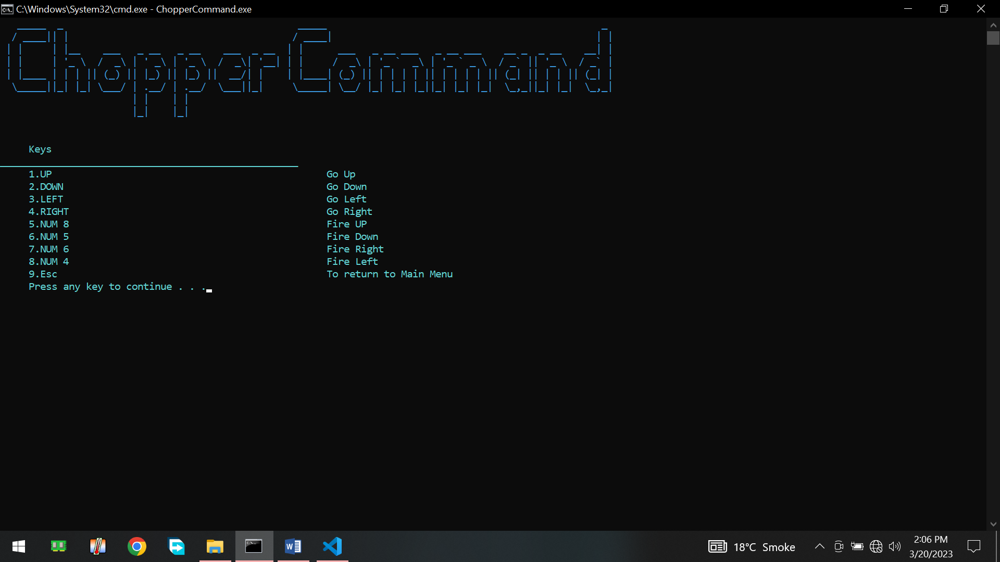 C:\Windows\System32\cmd.exe - ChopperCommand.exe
Chopper Command
Keys
1.UP Go Up
2.DOWN Go Down
3.LEFT Go Left
4.RIGHT Go Right
5.NUM 8 Fire UP
6.NUM 5 Fire Down
7.NUM 6 Fire Right
8.NUM 4 Fire Left
9.Esc To return to Main Menu
Press any key to continue . . .
18°C Smoke
2:06 PM
3/20/2023